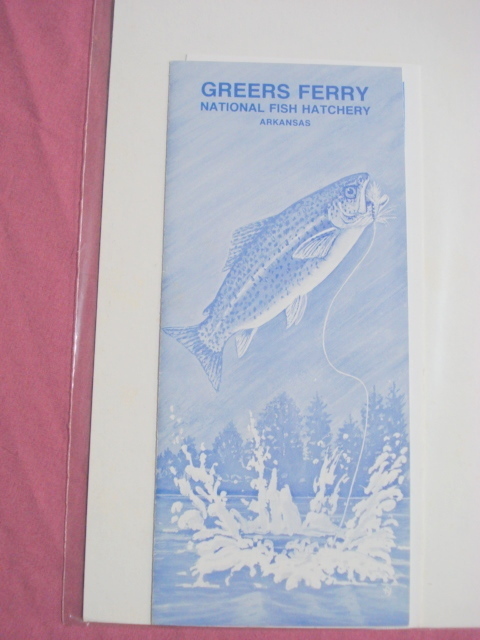 GREERS FERRY
NATIONAL FISH HATCHERY
ARKANSAS